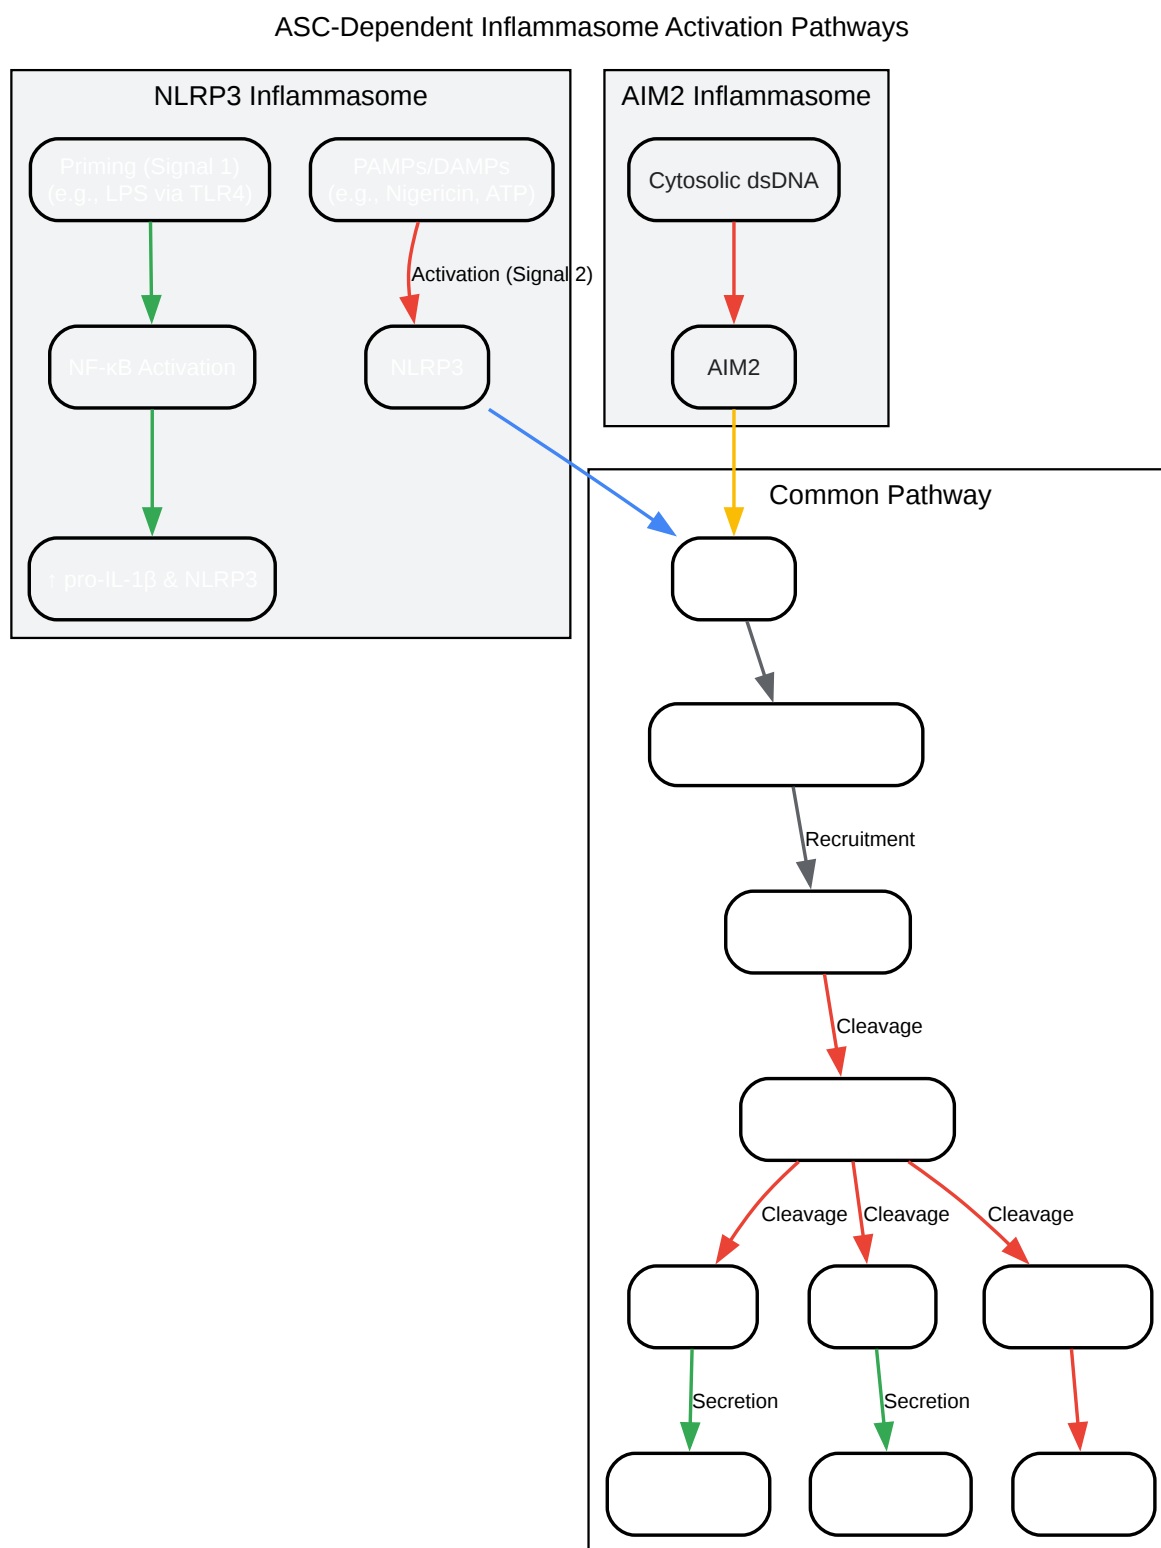 ASC-Dependent Inflammasome Activation Pathways
NLRP3 Inflammasome
Priming (Signal 1)
(e.g., LPS via TLR4)
PAMPs/DAMPs
(e.g., Nigericin, ATP)
Activation (Signal 2)
NF-κB Activation
NLRP3
↑ pro-IL-1β & NLRP3
AIM2 Inflammasome
Cytosolic dsDNA
AIM2
Common Pathway
Recruitment
Cleavage
Cleavage
Cleavage
Cleavage
Secretion
Secretion